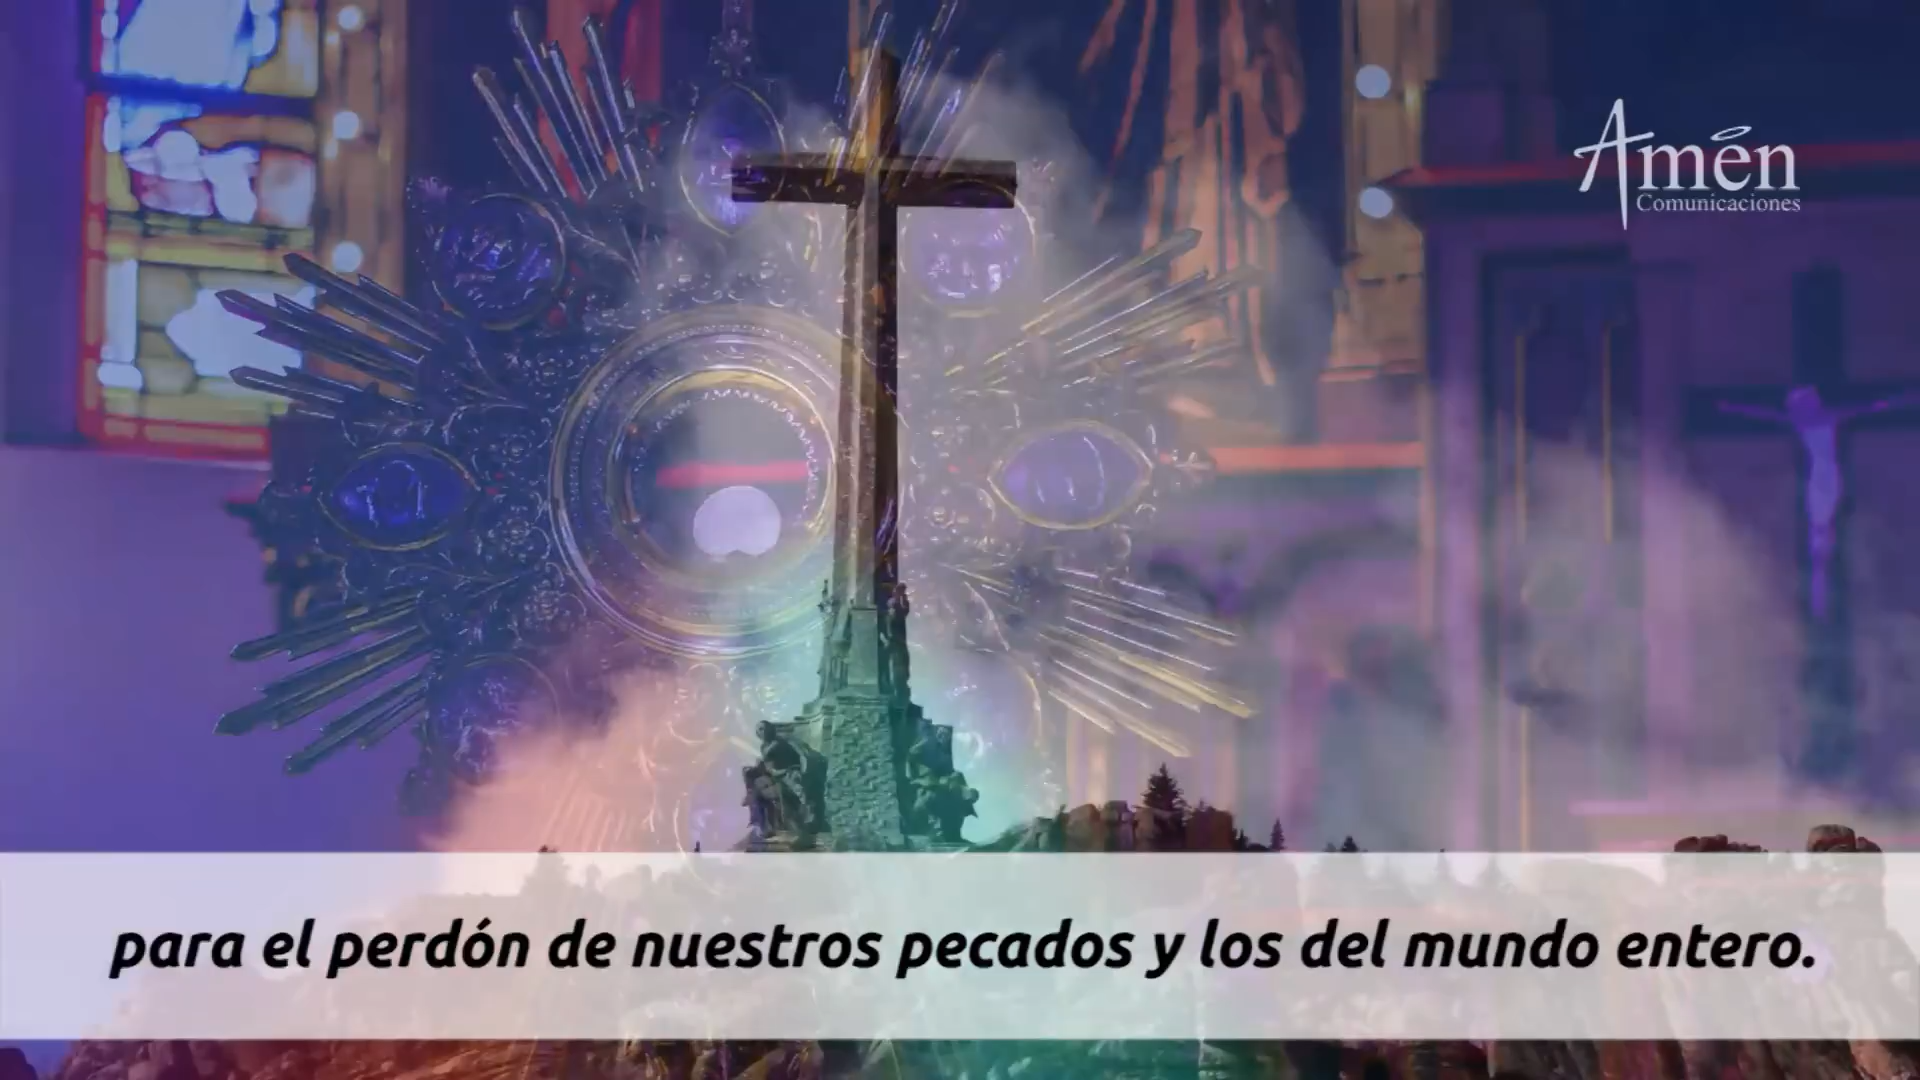 Amén
Comunicaciones
para el perdón de nuestros pecados y los del mundo entero.